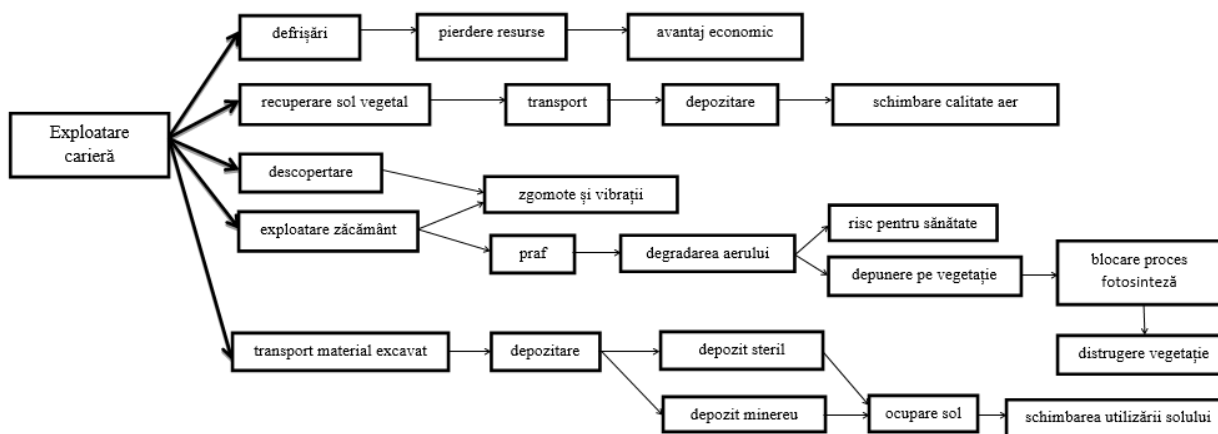 defrișări
pierdere resurse
avantaj economic
recuperare sol vegetal
transport
depozitare
schimbare calitate aer
Exploatare
carieră
descopertare
zgomote și vibrații
exploatare zăcământ
praf
degradarea aerului
risc pentru sănătate
depunere pe vegetație
blocare proces
fotosinteză
distrugere vegetație
transport material excavat
depozitare
depozit steril
depozit minereu
ocupare sol
schimbarea utilizării solului